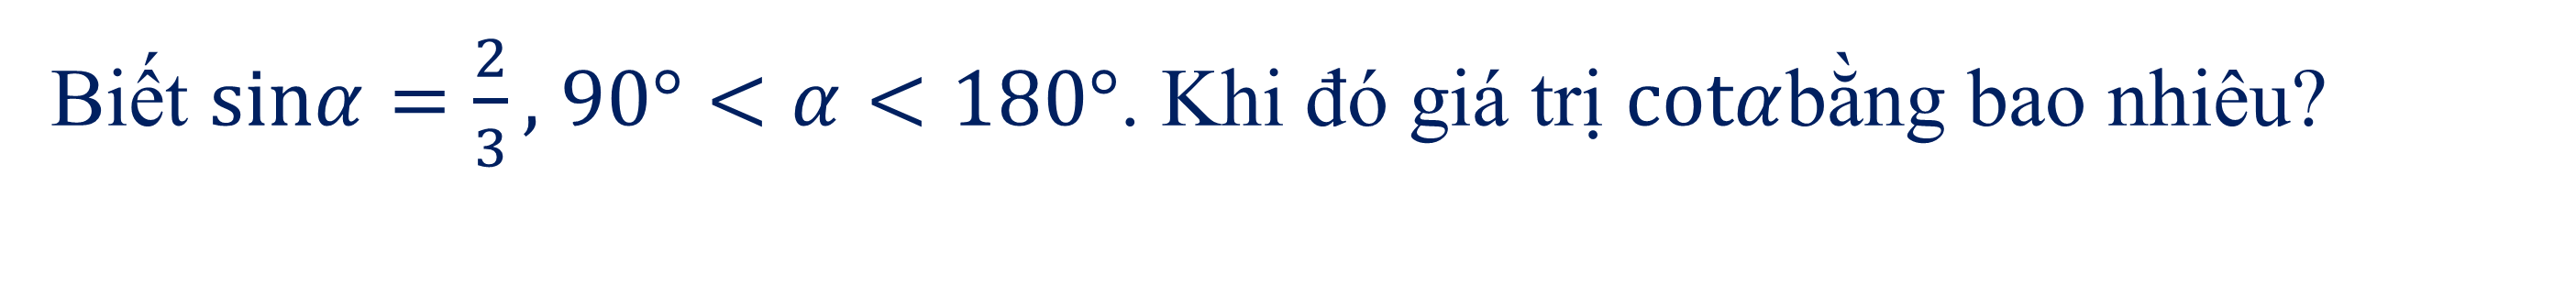 Biết sinα = 2/3, 90° < α < 180°. Khi đó giá trị cotαbằng bao nhiêu?